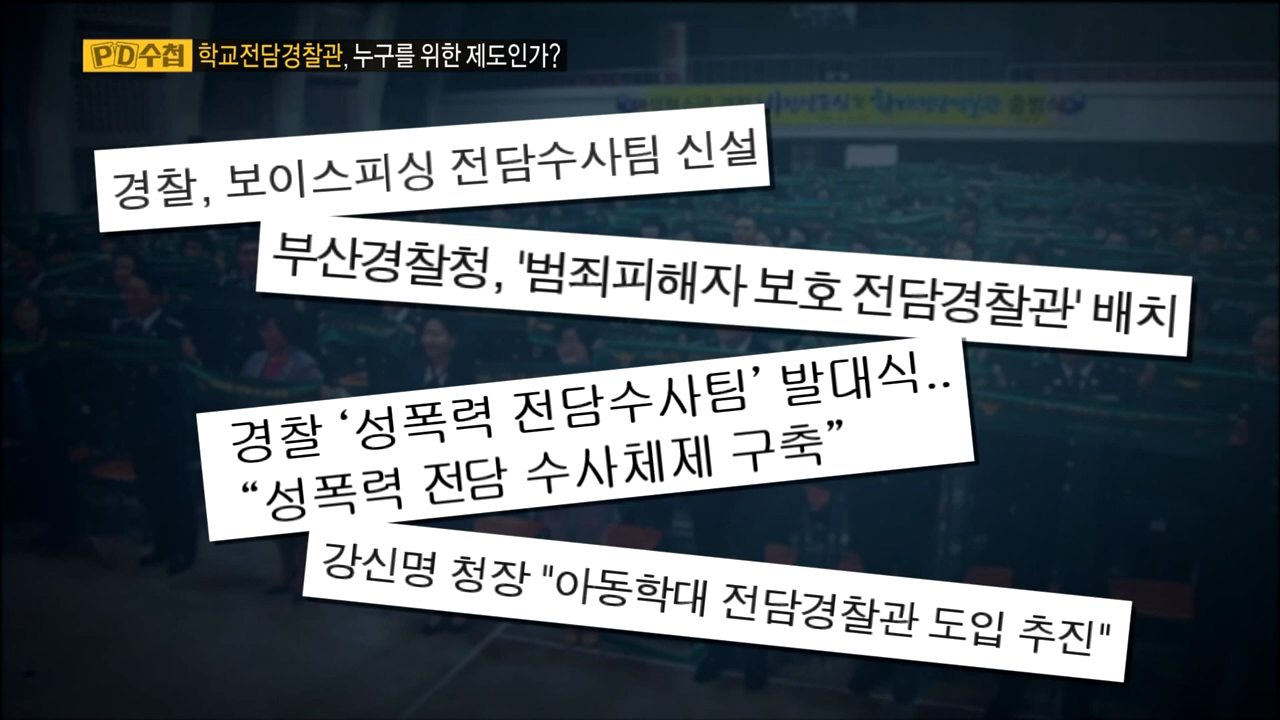 PD수첩 학교전담경찰관, 누구를 위한 제도인가?
경찰, 보이스피싱 전담수사팀 신설
부산경찰청, '범죄피해자 보호 전담경찰관' 배치
경찰 ‘성폭력 전담수사팀’ 발대식..
“성폭력 전담 수사체제 구축”
강신명 청장 "아동학대 전담경찰관 도입 추진"